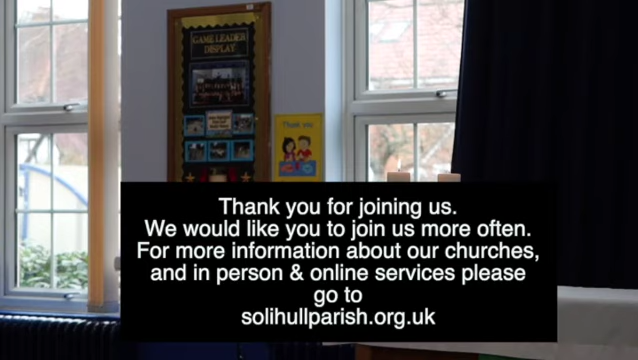 GAME LEADER
DISPLAY
Thank you
Thank you for joining us.
We would like you to join us more often.
For more information about our churches,
and in person & online services please
go to
solihullparish.org.uk